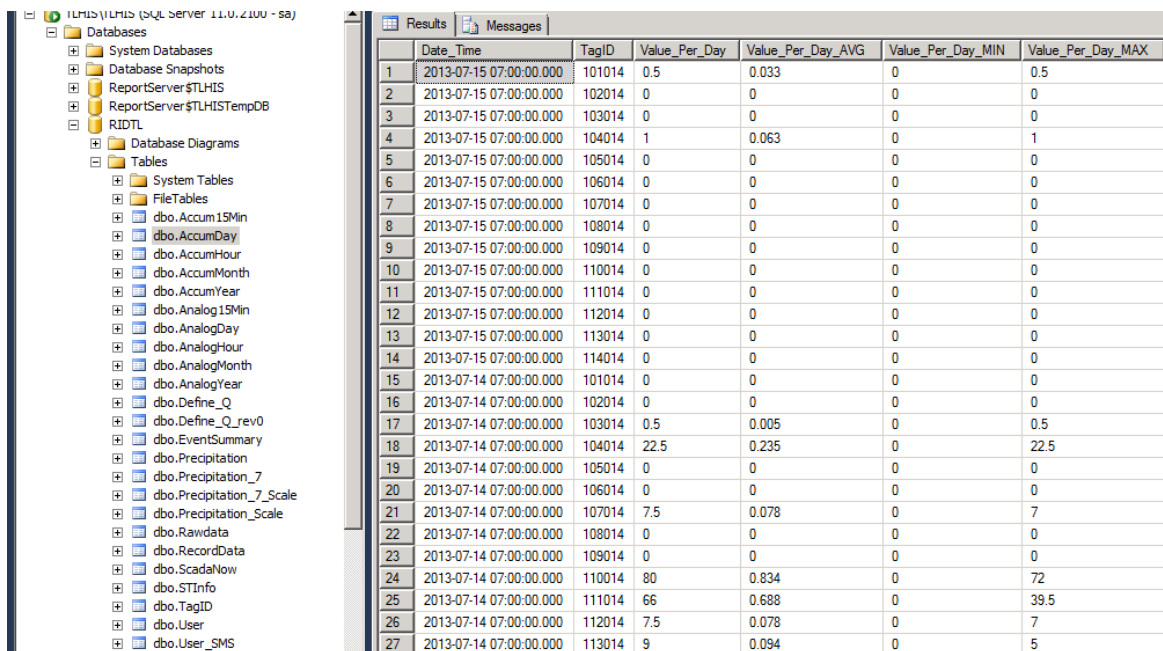 TLHIS\TLHIS (SQL Server 11.0.2100 - sa)
Databases
System Databases
Database Snapshots
ReportServer$TLHIS
ReportServer$TLHISTempDB
RIDTL
Database Diagrams
Tables
System Tables
FileTables
dbo.Accum15Min
dbo.AccumDay
dbo.AccumHour
dbo.AccumMonth
dbo.AccumYear
dbo.Analog15Min
dbo.AnalogDay
dbo.AnalogHour
dbo.AnalogMonth
dbo.AnalogYear
dbo.Define_Q
dbo.Define_Q_rev0
dbo.EventSummary
dbo.Precipitation
dbo.Precipitation_7
dbo.Precipitation_7_Scale
dbo.Precipitation_Scale
dbo.Rawdata
dbo.RecordData
dbo.ScadaNow
dbo.STInfo
dbo.TagID
dbo.User
dbo.User_SMS
Results Messages
Date_Time TagID Value_Per_Day Value_Per_Day_AVG Value_Per_Day_MIN Value_Per_Day_MAX
1 2013-07-15 07:00:00.000 101014 0.5 0.033 0 0.5
2 2013-07-15 07:00:00.000 102014 0 0 0 0
3 2013-07-15 07:00:00.000 103014 0 0 0 0
4 2013-07-15 07:00:00.000 104014 1 0.063 0 1
5 2013-07-15 07:00:00.000 105014 0 0 0 0
6 2013-07-15 07:00:00.000 106014 0 0 0 0
7 2013-07-15 07:00:00.000 107014 0 0 0 0
8 2013-07-15 07:00:00.000 108014 0 0 0 0
9 2013-07-15 07:00:00.000 109014 0 0 0 0
10 2013-07-15 07:00:00.000 110014 0 0 0 0
11 2013-07-15 07:00:00.000 111014 0 0 0 0
12 2013-07-15 07:00:00.000 112014 0 0 0 0
13 2013-07-15 07:00:00.000 113014 0 0 0 0
14 2013-07-15 07:00:00.000 114014 0 0 0 0
15 2013-07-14 07:00:00.000 101014 0 0 0 0
16 2013-07-14 07:00:00.000 102014 0 0 0 0
17 2013-07-14 07:00:00.000 103014 0.5 0.005 0 0.5
18 2013-07-14 07:00:00.000 104014 22.5 0.235 0 22.5
19 2013-07-14 07:00:00.000 105014 0 0 0 0
20 2013-07-14 07:00:00.000 106014 0 0 0 0
21 2013-07-14 07:00:00.000 107014 7.5 0.078 0 7
22 2013-07-14 07:00:00.000 108014 0 0 0 0
23 2013-07-14 07:00:00.000 109014 0 0 0 0
24 2013-07-14 07:00:00.000 110014 80 0.834 0 72
25 2013-07-14 07:00:00.000 111014 66 0.688 0 39.5
26 2013-07-14 07:00:00.000 112014 7.5 0.078 0 7
27 2013-07-14 07:00:00.000 113014 9 0.094 0 5